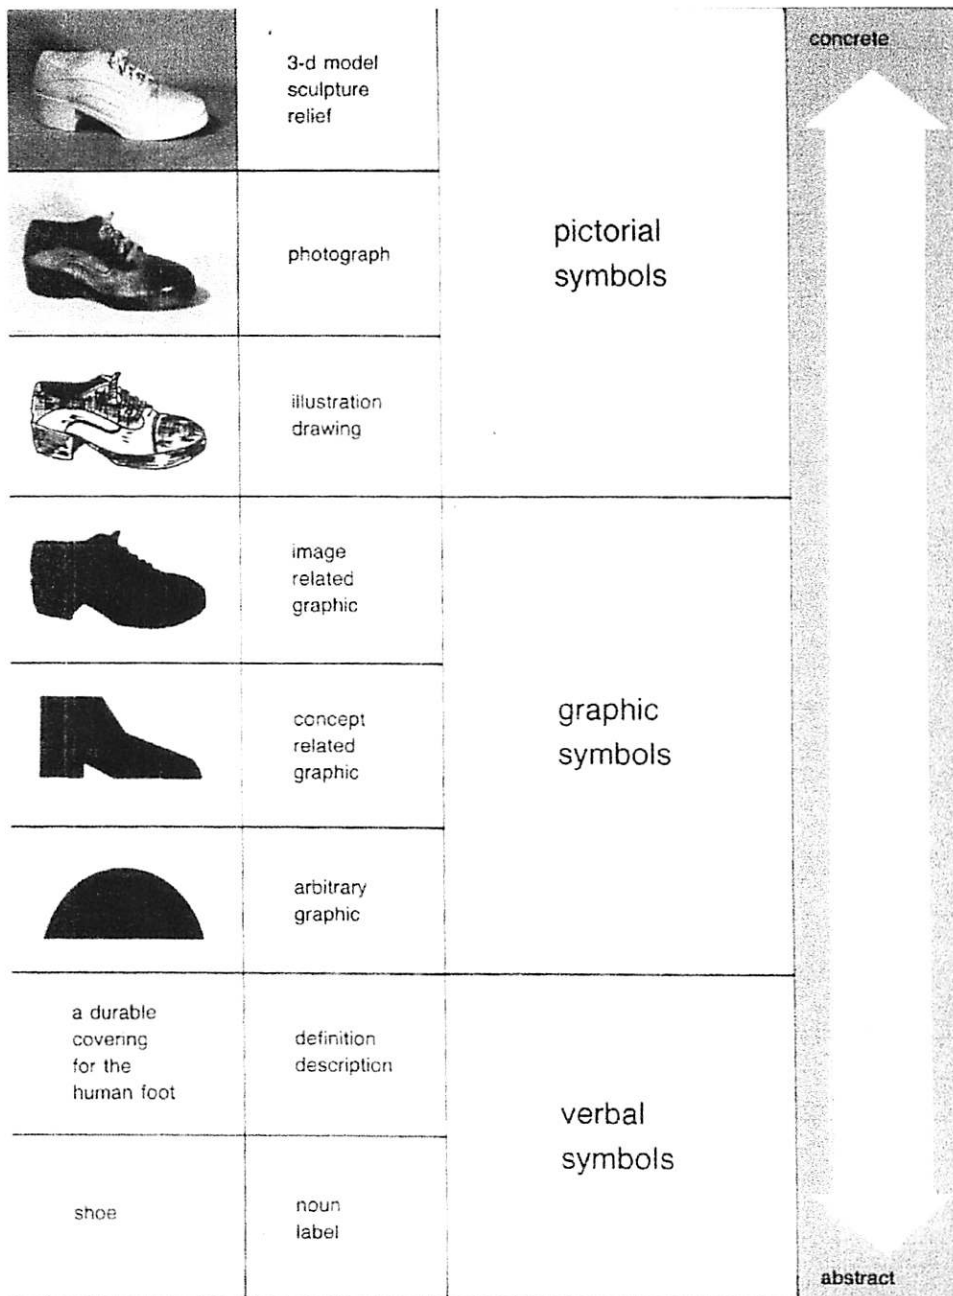 concrete
3-d model
sculpture
relief
photograph
pictorial
symbols
illustration
drawing
image
related
graphic
concept
related
graphic
graphic
symbols
arbitrary
graphic
a durable
covering
for the
human foot
definition
description
verbal
symbols
shoe
noun
label
abstract